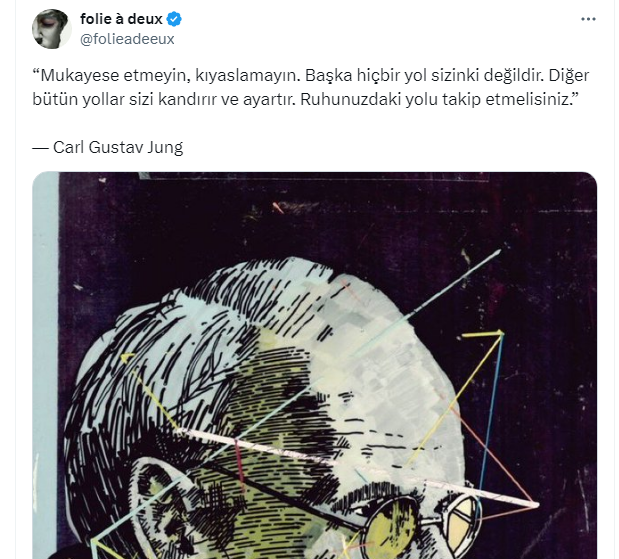 folie à deux
@folieadeeux
“Mukayese etmeyin, kıyaslamayın. Başka hiçbir yol sizinki değildir. Diğer
bütün yollar sizi kandırır ve ayartır. Ruhunuzdaki yolu takip etmelisiniz.”
— Carl Gustav Jung